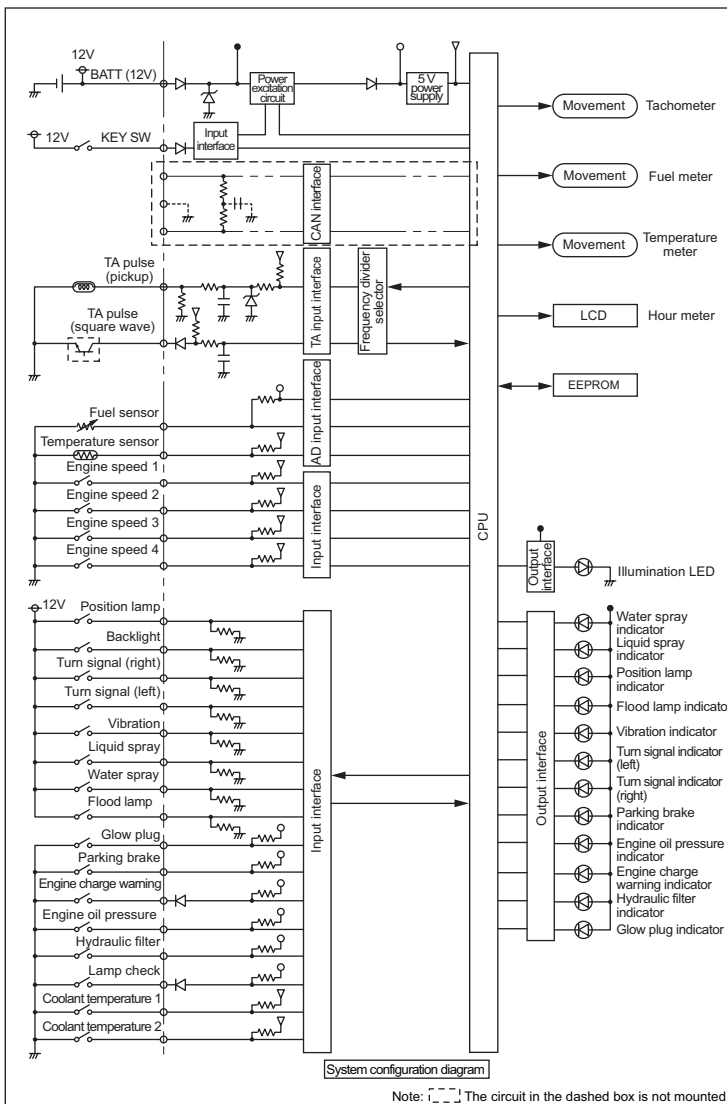 12V
BATT (12V)
Power
excitation
circuit
5 V
power
supply
12V
KEY SW
Input
interface
CAN interface
TA pulse
(pickup)
TA pulse
(square wave)
TA input interface
Frequency divider
selector
Fuel sensor
Temperature sensor
AD input interface
Engine speed 1
Engine speed 2
Engine speed 3
Engine speed 4
Input interface
12V
Position lamp
Backlight
Turn signal (right)
Turn signal (left)
Vibration
Liquid spray
Water spray
Flood lamp
Glow plug
Parking brake
Engine charge warning
Engine oil pressure
Hydraulic filter
Lamp check
Coolant temperature 1
Coolant temperature 2
Input interface
CPU
Movement
Tachometer
Movement
Fuel meter
Movement
Temperature
meter
LCD
Hour meter
EEPROM
Output
interface
Illumination LED
Output interface
Water spray
indicator
Liquid spray
indicator
Position lamp
indicator
Flood lamp indicator
Vibration indicator
Turn signal indicator
(left)
Turn signal indicator
(right)
Parking brake
indicator
Engine oil pressure
indicator
Engine charge
warning indicator
Hydraulic filter
indicator
Glow plug indicator
System configuration diagram
Note: The circuit in the dashed box is not mounted